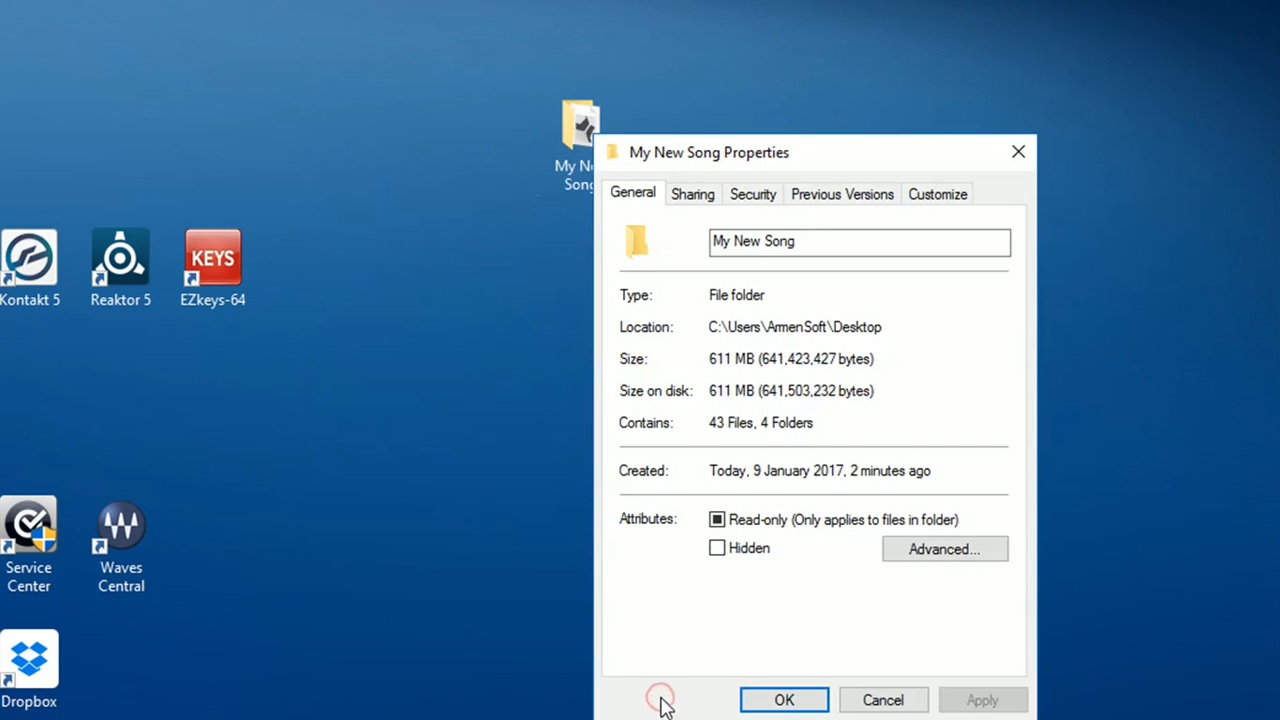 My N
Song
Kontakt 5
Reaktor 5
KEYS
EZkeys-64
Service
Center
Waves
Central
Dropbox
My New Song Properties
General
Sharing
Security
Previous Versions
Customize
My New Song
Type: File folder
Location: C:\Users\ArmenSoft\Desktop
Size: 611 MB (641,423,427 bytes)
Size on disk: 611 MB (641,503,232 bytes)
Contains: 43 Files, 4 Folders
Created: Today, 9 January 2017, 2 minutes ago
Attributes: Read-only (Only applies to files in folder)
Hidden
Advanced...
OK
Cancel
Apply